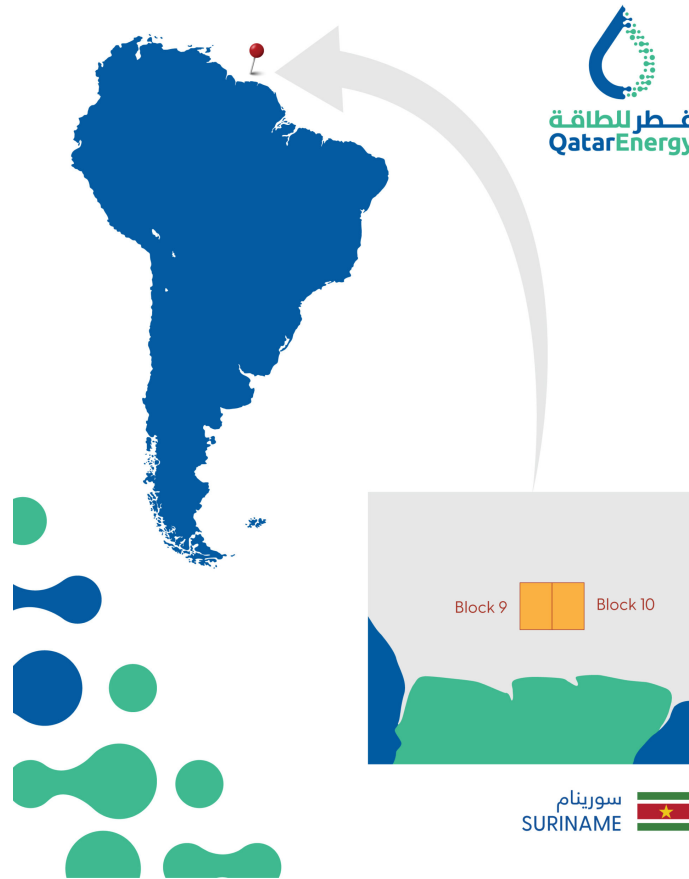 قطر للطاقة
QatarEnergy
Block 9
Block 10
سورينام
SURINAME